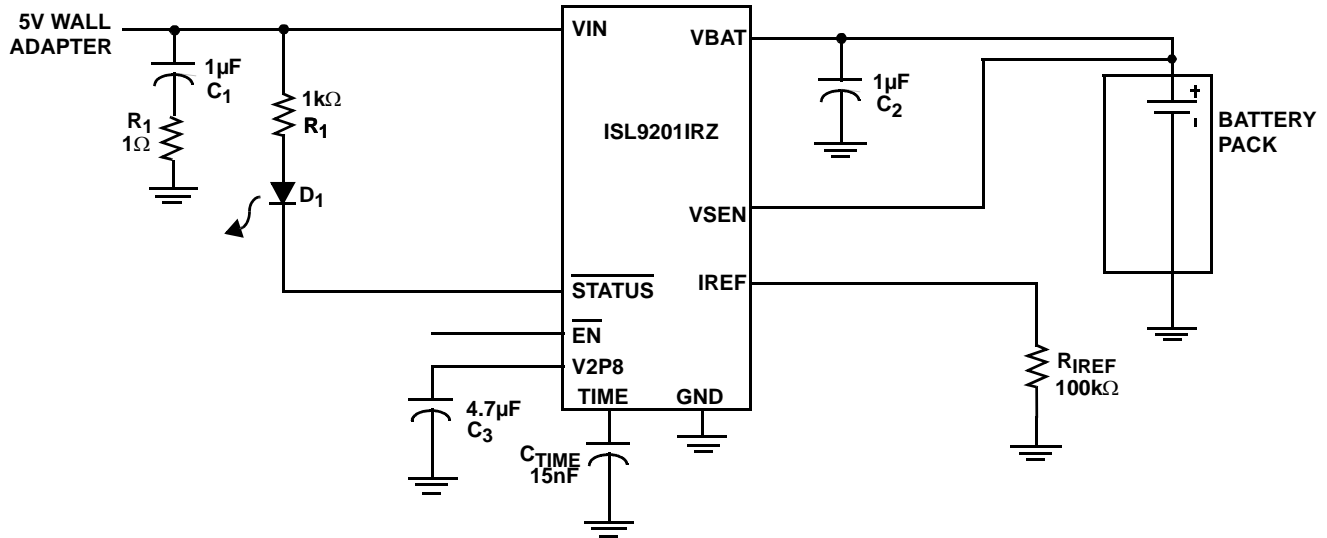 5V WALL
ADAPTER
1µF
C1
R1
1Ω
1kΩ
R1
D1
VIN
VBAT
ISL9201IRZ
VSEN
IREF
STATUS
EN
V2P8
TIME
GND
1µF
C2
+
-
BATTERY
PACK
RIREF
100kΩ
4.7µF
C3
CTIME
15nF